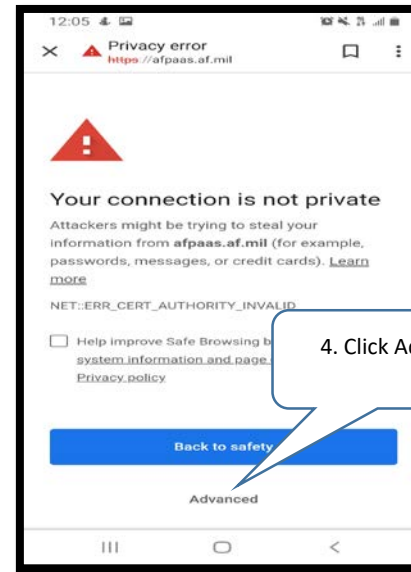 12:05
Privacy error
https://afpaas.af.mil
Your connection is not private
Attackers might be trying to steal your
information from afpaas.af.mil (for example,
passwords, messages, or credit cards). Learn
more
NET::ERR_CERT_AUTHORITY_INVALID
Help improve Safe Browsing
system information and page
Privacy policy
4. Click
Back to safety
Advanced